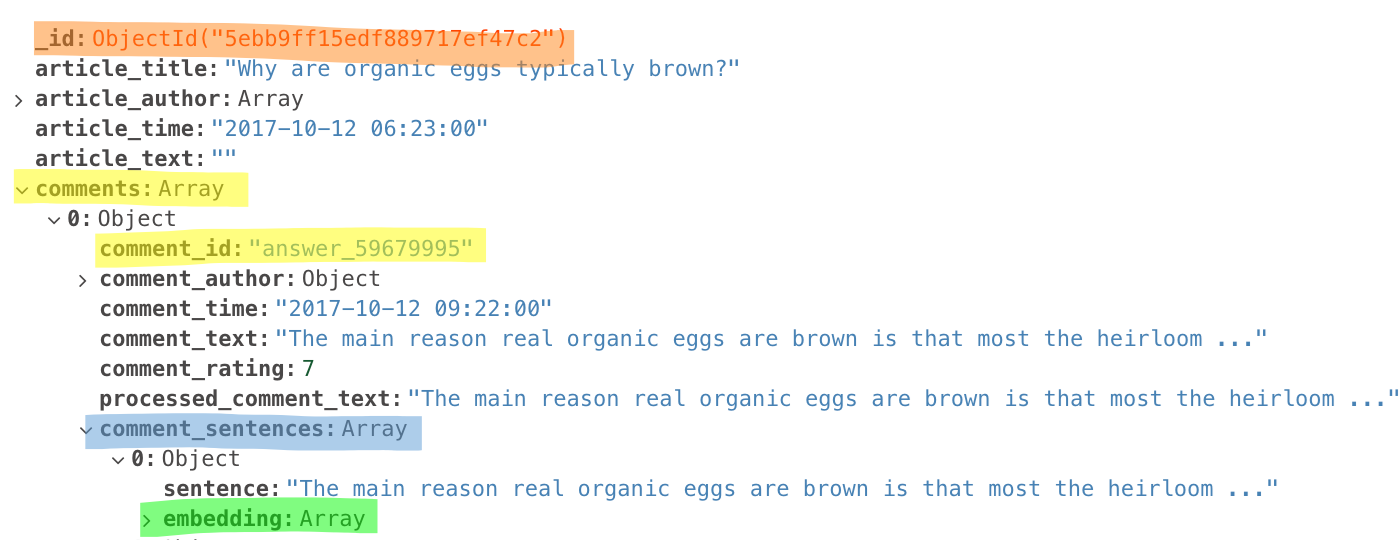 _id: ObjectId("5ebb9ff15edf889717ef47c2")
article_title: "Why are organic eggs typically brown?"
article_author: Array
article_time: "2017-10-12 06:23:00"
article_text: ""
comments: Array
0: Object
comment_id: "answer_59679995"
comment_author: Object
comment_time: "2017-10-12 09:22:00"
comment_text: "The main reason real organic eggs are brown is that most the heirloom ..."
comment_rating: 7
processed_comment_text: "The main reason real organic eggs are brown is that most the heirloom ..."
comment_sentences: Array
0: Object
sentence: "The main reason real organic eggs are brown is that most the heirloom ..."
embedding: Array